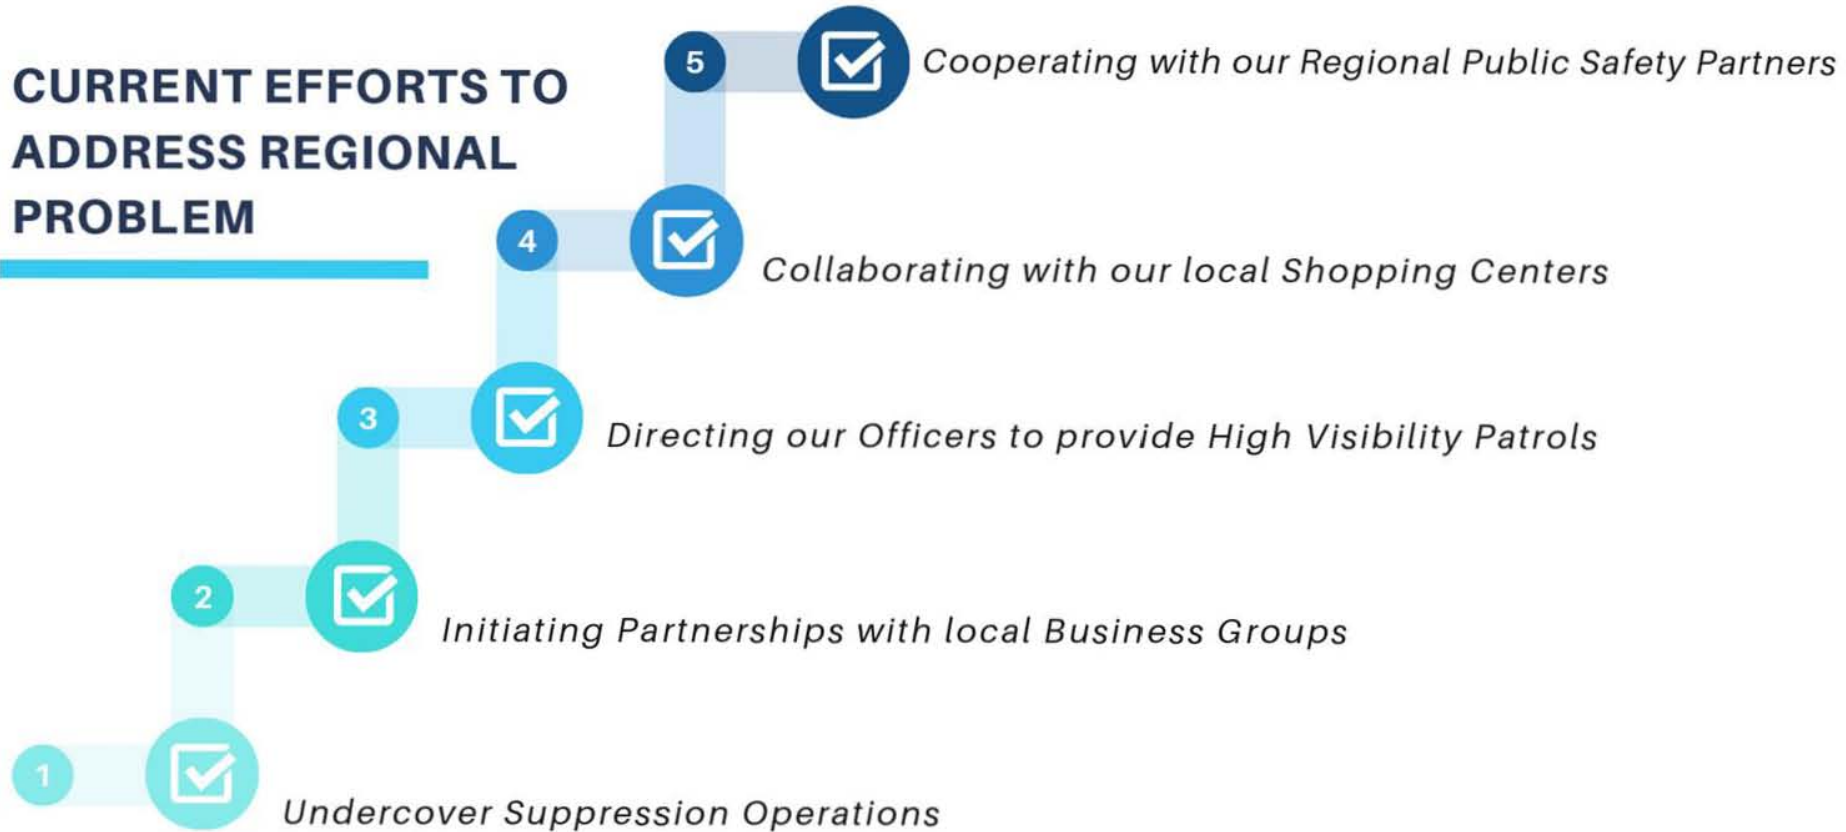 CURRENT EFFORTS TO
ADDRESS REGIONAL
PROBLEM
5
Cooperating with our Regional Public Safety Partners
4
Collaborating with our local Shopping Centers
3
Directing our Officers to provide High Visibility Patrols
2
Initiating Partnerships with local Business Groups
1
Undercover Suppression Operations